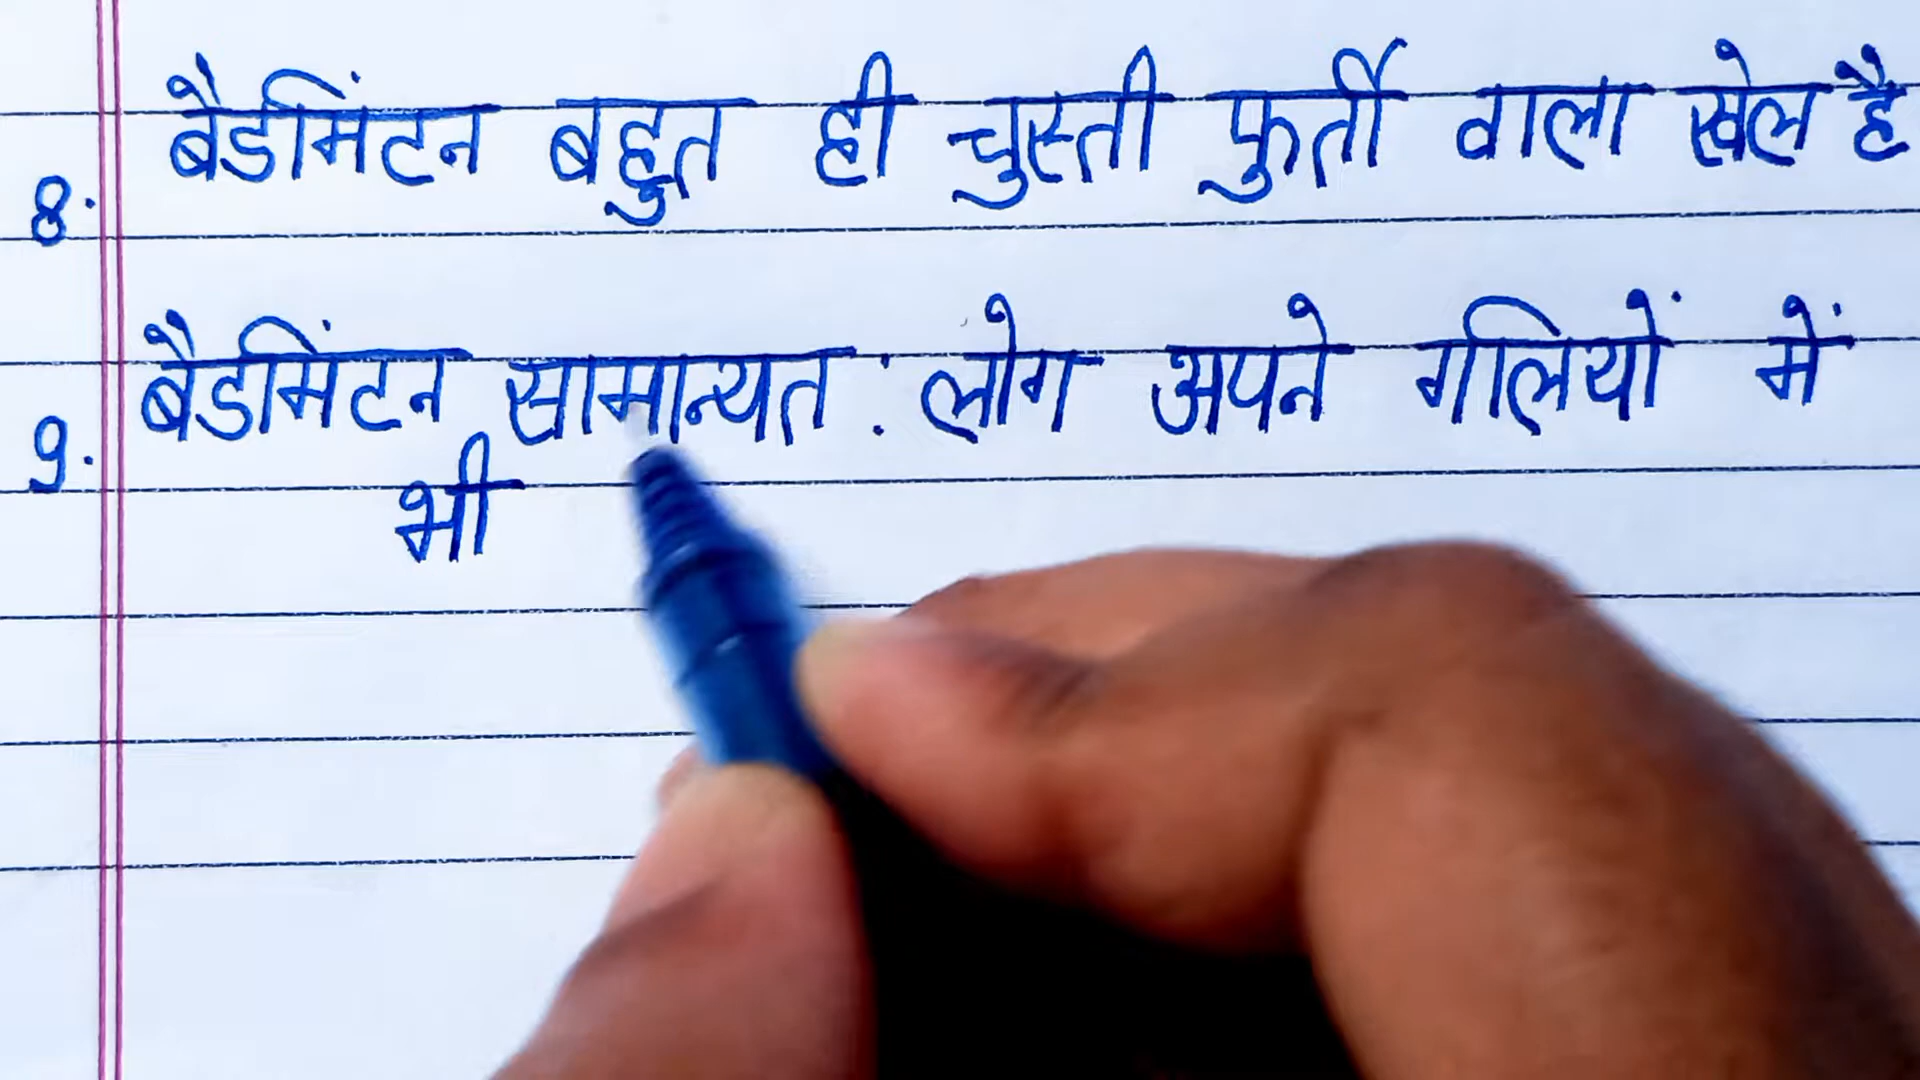 8. बैडमिंटन बहुत ही चुस्ती फुर्ती वाला खेल है
9. बैडमिंटन सामान्यत: लोग अपने गलियों में
भी